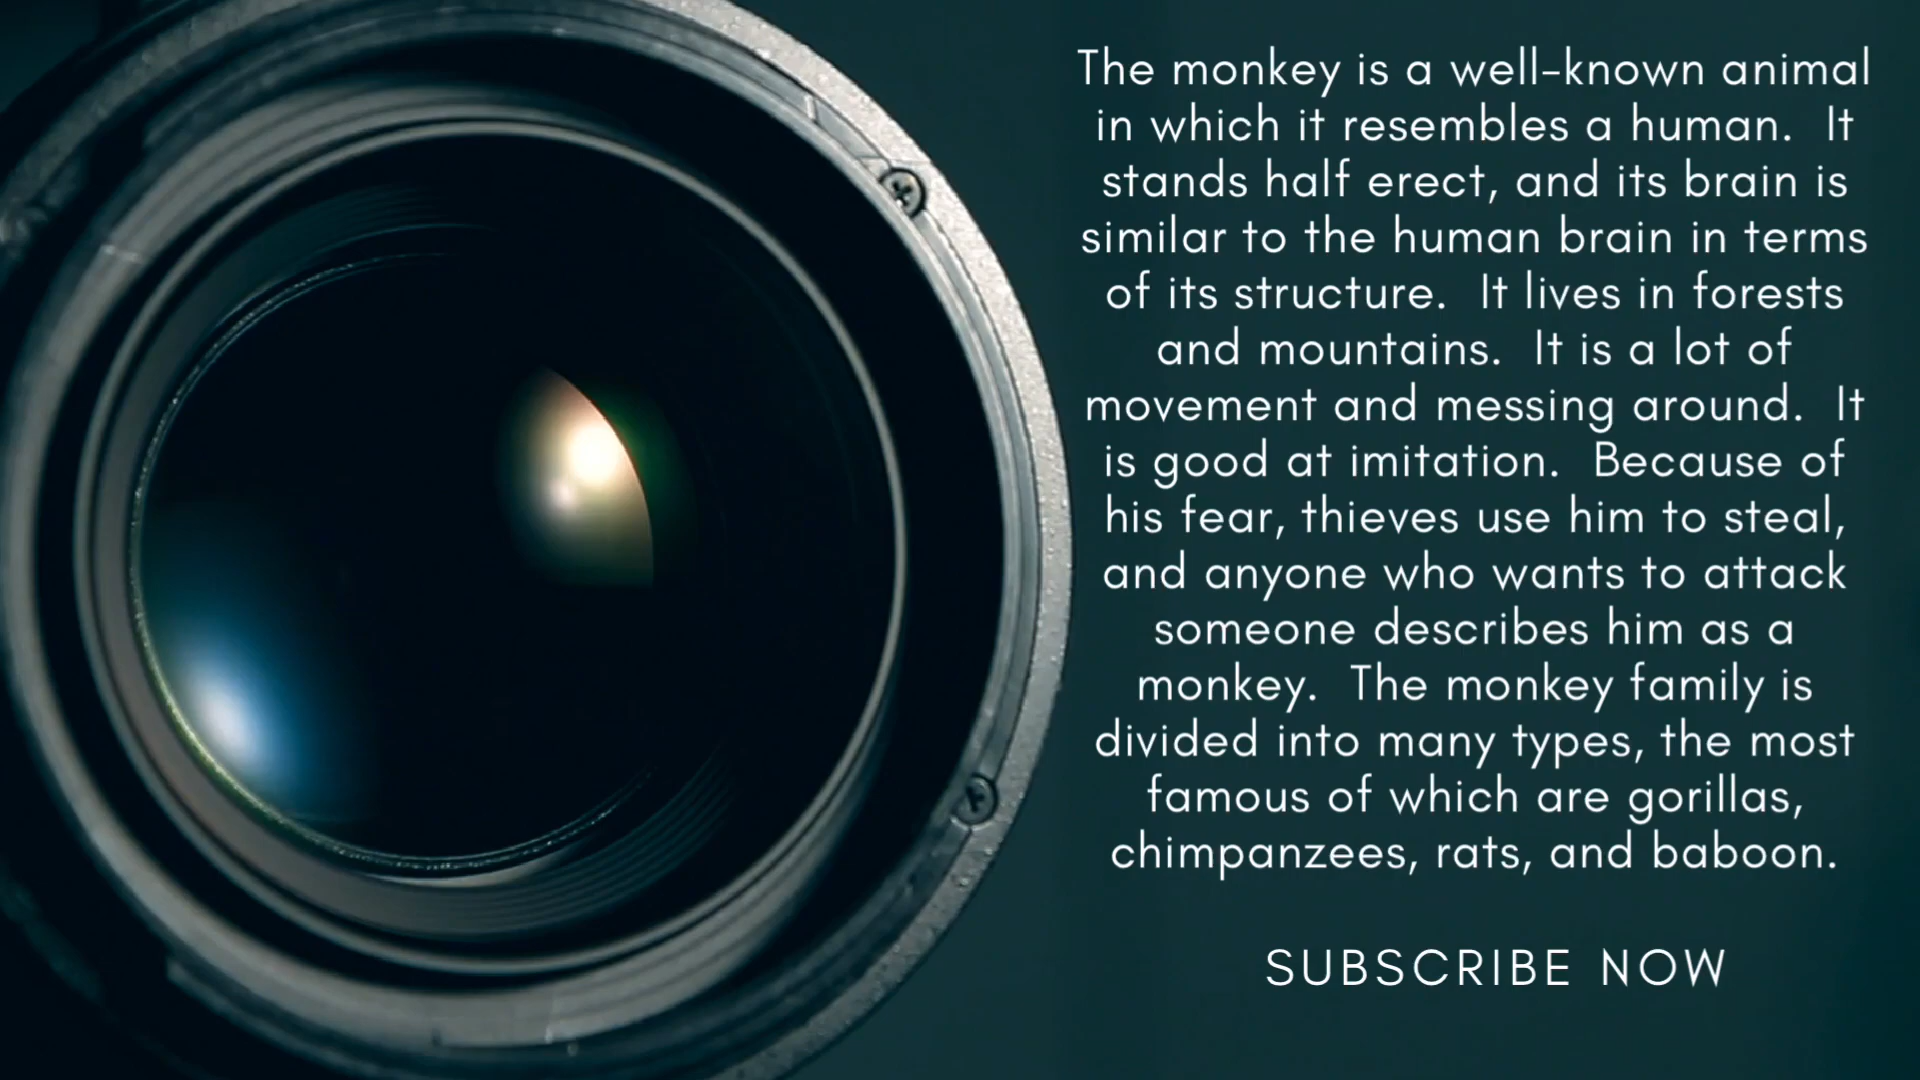 The monkey is a well-known animal
in which it resembles a human. It
stands half erect, and its brain is
similar to the human brain in terms
of its structure. It lives in forests
and mountains. It is a lot of
movement and messing around. It
is good at imitation. Because of
his fear, thieves use him to steal,
and anyone who wants to attack
someone describes him as a
monkey. The monkey family is
divided into many types, the most
famous of which are gorillas,
chimpanzees, rats, and baboon.
SUBSCRIBE NOW